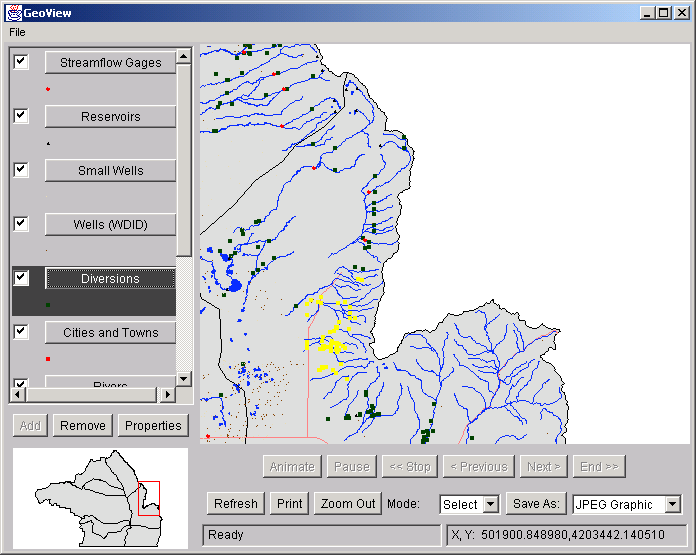 GeoView
File
Streamflow Gages
Reservoirs
Small Wells
Wells (WDID)
Diversions
Cities and Towns
Rivers
Add Remove Properties
Animate Pause << Stop < Previous Next > End >>
Refresh Print Zoom Out Mode: Select Save As: JPEG Graphic
Ready X, Y: 501900.848980,4203442.140510